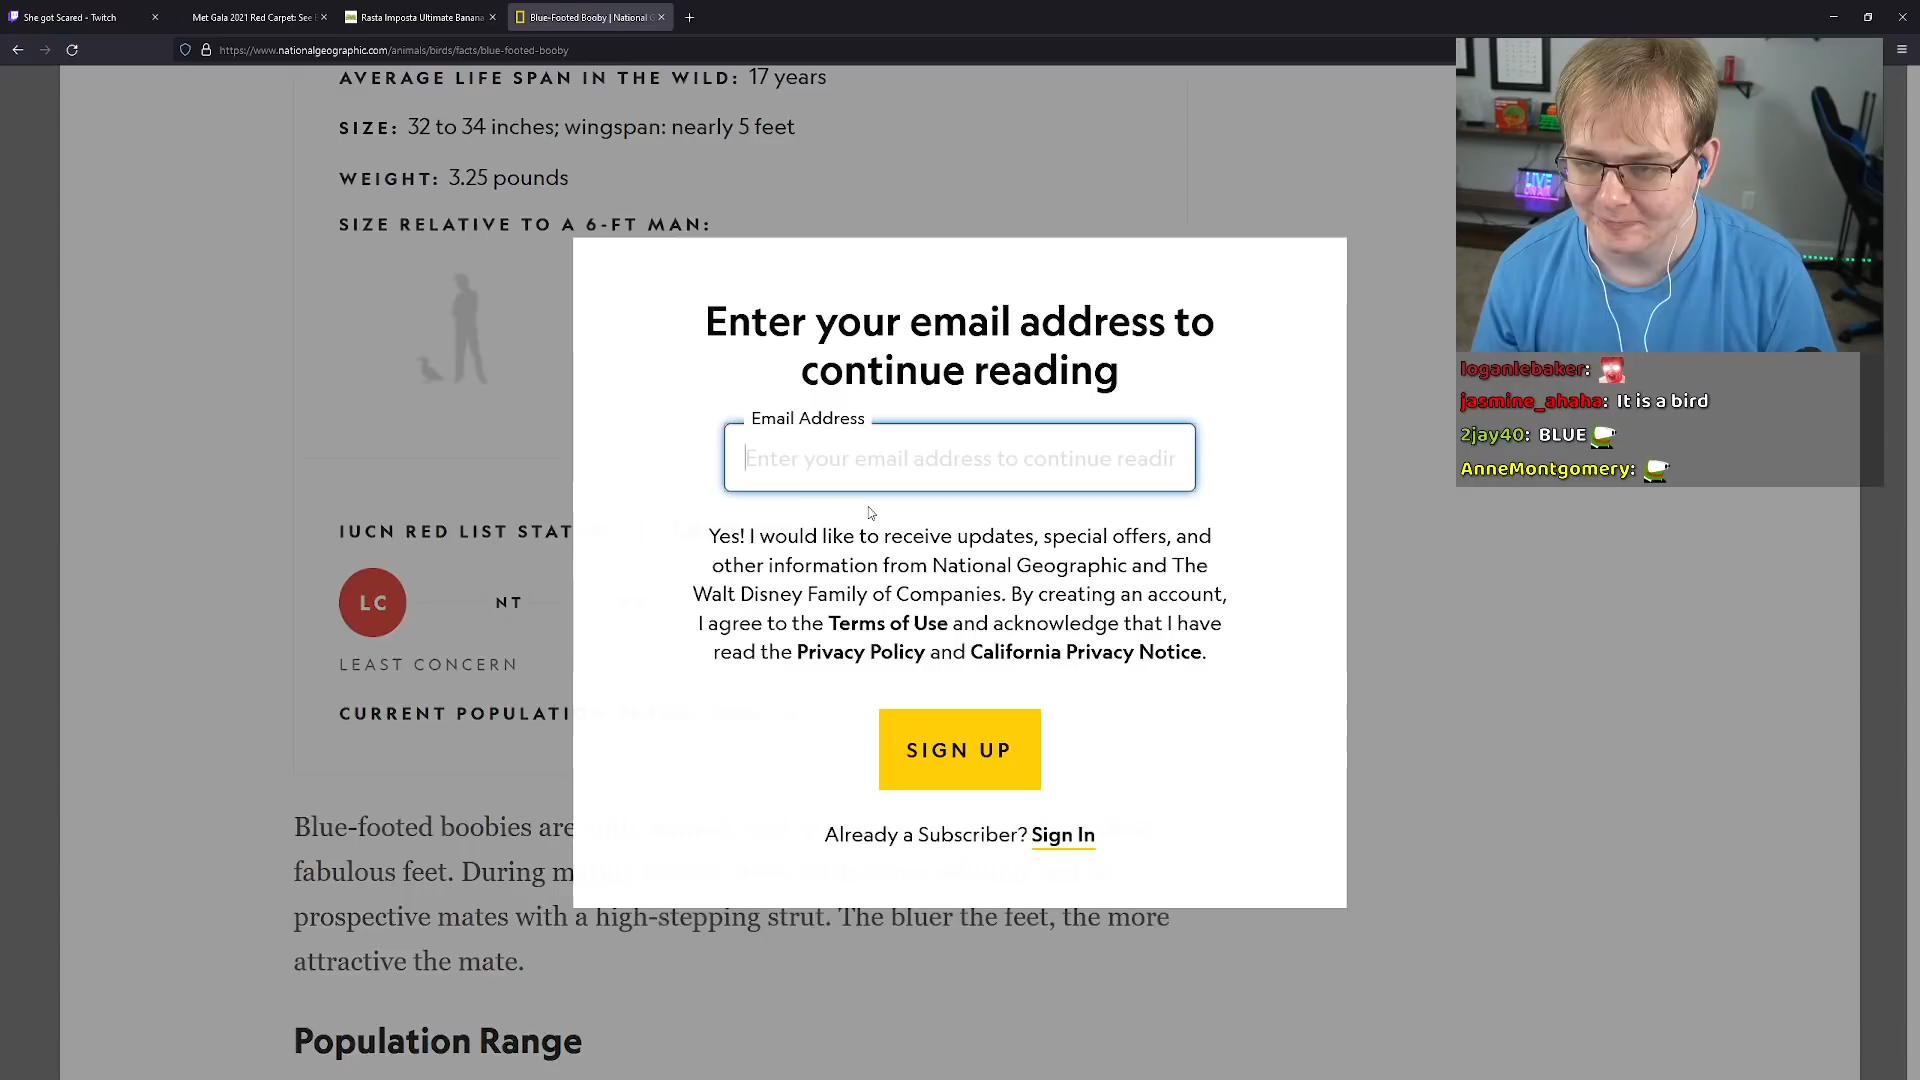 She got Scared - Twitch
Met Gala 2021 Red Carpet: See E
Rasta Imposta Ultimate Banana
Blue-Footed Booby | National G
https://www.nationalgeographic.com/animals/birds/facts/blue-footed-booby
AVERAGE LIFE SPAN IN THE WILD: 17 years
SIZE: 32 to 34 inches; wingspan: nearly 5 feet
WEIGHT: 3.25 pounds
SIZE RELATIVE TO A 6-FT MAN:
IUCN RED LIST STAT
LC
NT
LEAST CONCERN
CURRENT POPULATI
Blue-footed boobies are
fabulous feet. During m
prospective mates with a high-stepping strut. The bluer the feet, the more
attractive the mate.
Population Range
Enter your email address to
continue reading
Email Address
Enter your email address to continue readin
Yes! I would like to receive updates, special offers, and
other information from National Geographic and The
Walt Disney Family of Companies. By creating an account,
I agree to the Terms of Use and acknowledge that I have
read the Privacy Policy and California Privacy Notice.
SIGN UP
Already a Subscriber? Sign In
LIVE
loganlebaker:
jasmine_ahaha: It is a bird
2jay40: BLUE
AnneMontgomery: